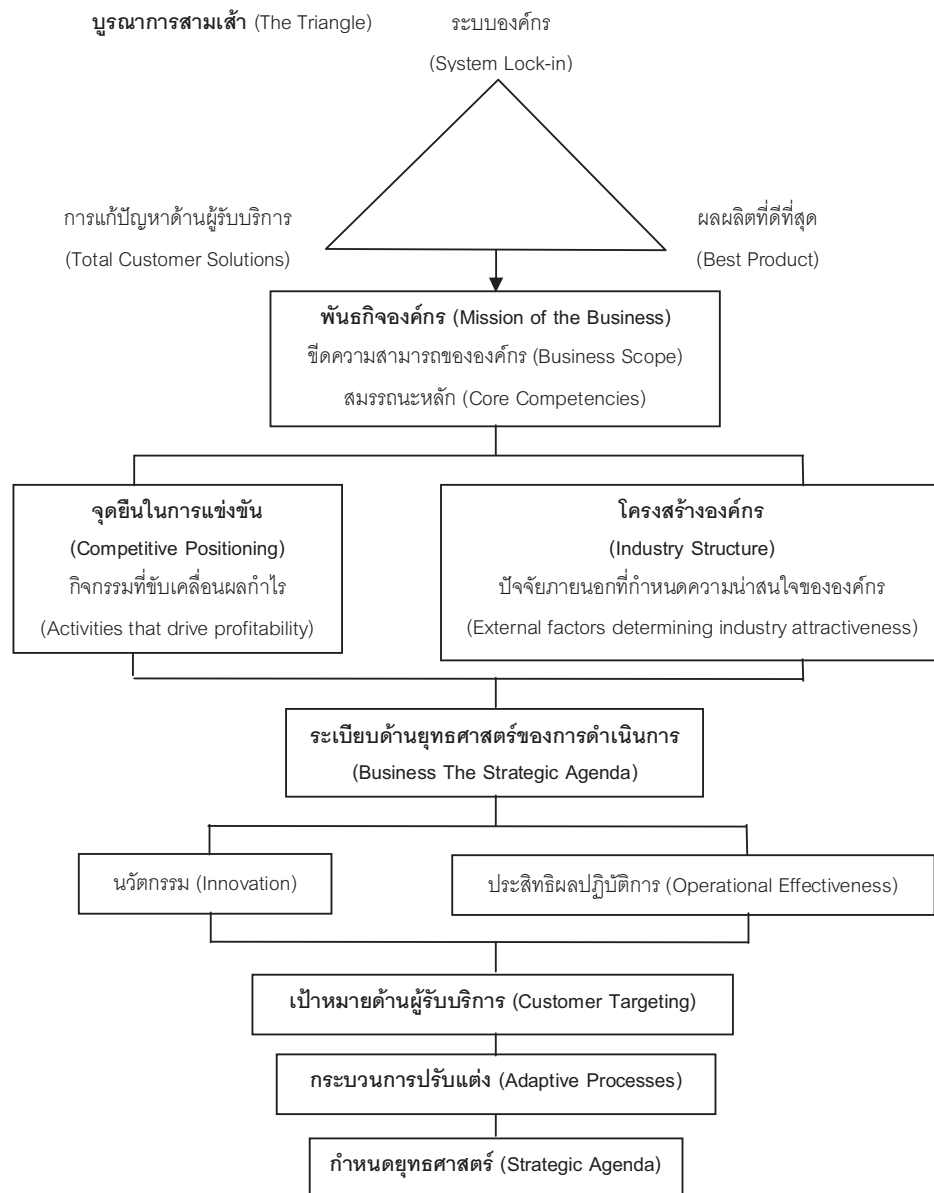 บูรณาการสามเส้า (The Triangle)
ระบบองค์กร
(System Lock-in)
การแก้ปัญหาด้านผู้รับบริการ
(Total Customer Solutions)
ผลผลิตที่ดีที่สุด
(Best Product)
พันธกิจองค์กร (Mission of the Business)
ขีดความสามารถขององค์กร (Business Scope)
สมรรถนะหลัก (Core Competencies)
จุดยืนในการแข่งขัน
(Competitive Positioning)
กิจกรรมที่ขับเคลื่อนผลกำไร
(Activities that drive profitability)
โครงสร้างองค์กร
(Industry Structure)
ปัจจัยภายนอกที่กำหนดความน่าสนใจขององค์กร
(External factors determining industry attractiveness)
ระเบียบด้านยุทธศาสตร์ของการดำเนินการ
(Business The Strategic Agenda)
นวัตกรรม (Innovation)
ประสิทธิผลปฏิบัติการ (Operational Effectiveness)
เป้าหมายด้านผู้รับบริการ (Customer Targeting)
กระบวนการปรับแต่ง (Adaptive Processes)
กำหนดยุทธศาสตร์ (Strategic Agenda)